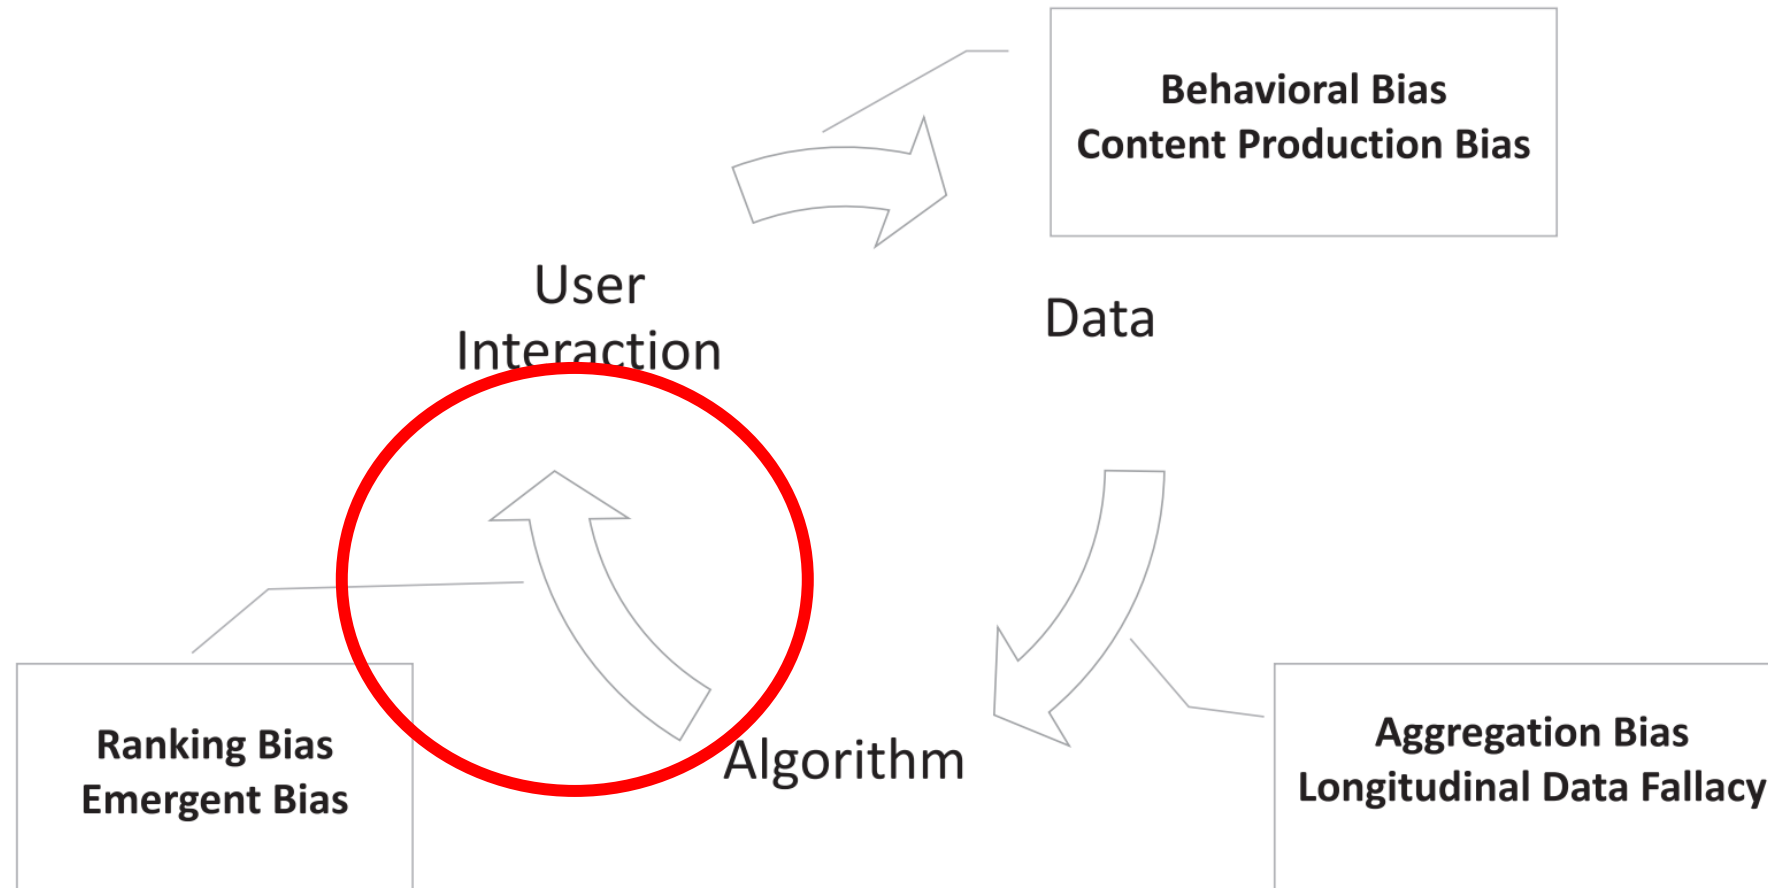 Behavioral Bias
Content Production Bias
User
Interaction
Data
Ranking Bias
Emergent Bias
Algorithm
Aggregation Bias
Longitudinal Data Fallacy